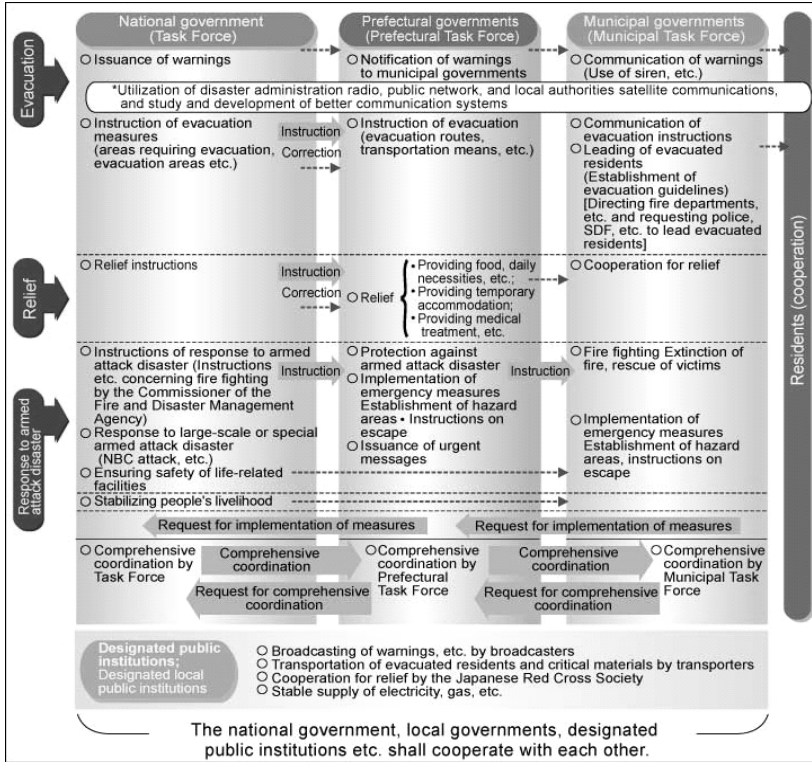 National government
(Task Force)
Prefectural governments
(Prefectural Task Force)
Municipal governments
(Municipal Task Force)
Evacuation
○ Issuance of warnings
○ Notification of warnings
to municipal governments
○ Communication of warnings
(Use of siren, etc.)
*Utilization of disaster administration radio, public network, and local authorities satellite communications,
and study and development of better communication systems
○ Instruction of evacuation
measures
(areas requiring evacuation,
evacuation areas etc.)
Instruction
Correction
○ Instruction of evacuation
(evacuation routes,
transportation means, etc.)
○ Communication of
evacuation instructions
○ Leading of evacuated
residents
(Establishment of
evacuation guidelines)
[Directing fire departments,
etc. and requesting police,
SDF, etc. to lead evacuated
residents]
Relief
○ Relief instructions
Instruction
Correction
○ Relief
• Providing food, daily
necessities, etc.;
• Providing temporary
accommodation;
• Providing medical
treatment, etc.
○ Cooperation for relief
Response to armed
attack disaster
○ Instructions of response to armed
attack disaster (Instructions
etc. concerning fire fighting
by the Commissioner of the
Fire and Disaster Management
Agency)
○ Response to large-scale or special
armed attack disaster
(NBC attack, etc.)
○ Ensuring safety of life-related
facilities
○ Stabilizing people's livelihood
Instruction
○ Protection against
armed attack disaster
○ Implementation of
emergency measures
Establishment of hazard
areas • Instructions on
escape
○ Issuance of urgent
messages
Instruction
○ Fire fighting Extinction of
fire, rescue of victims
○ Implementation of
emergency measures
Establishment of hazard
areas, instructions on
escape
Request for implementation of measures
Request for implementation of measures
○ Comprehensive
coordination by
Task Force
Comprehensive
coordination
Request for comprehensive
coordination
○ Comprehensive
coordination by
Prefectural
Task Force
Comprehensive
coordination
Request for comprehensive
coordination
○ Comprehensive
coordination by
Municipal Task
Force
Residents (cooperation)
Designated public
institutions;
Designated local
public institutions
○ Broadcasting of warnings, etc. by broadcasters
○ Transportation of evacuated residents and critical materials by transporters
○ Cooperation for relief by the Japanese Red Cross Society
○ Stable supply of electricity, gas, etc.
The national government, local governments, designated
public institutions etc. shall cooperate with each other.